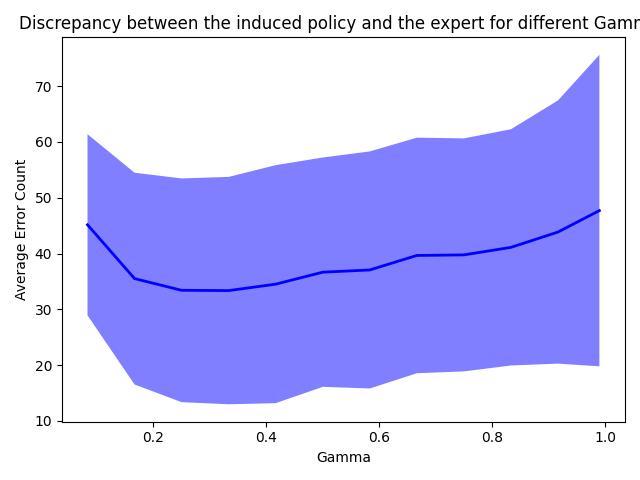 Discrepancy between the induced policy and the expert for different Gamm
70
60
50
40
30
20
10
Average Error Count
0.2 0.4 0.6 0.8 1.0
Gamma